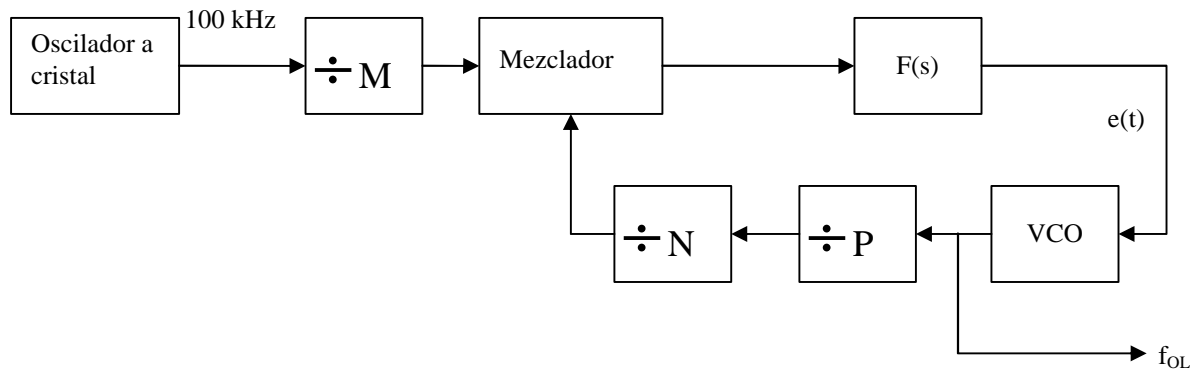 100 kHz
Oscilador a
cristal
÷ M
Mezclador
F(s)
e(t)
÷ N
÷ P
VCO
f_OL